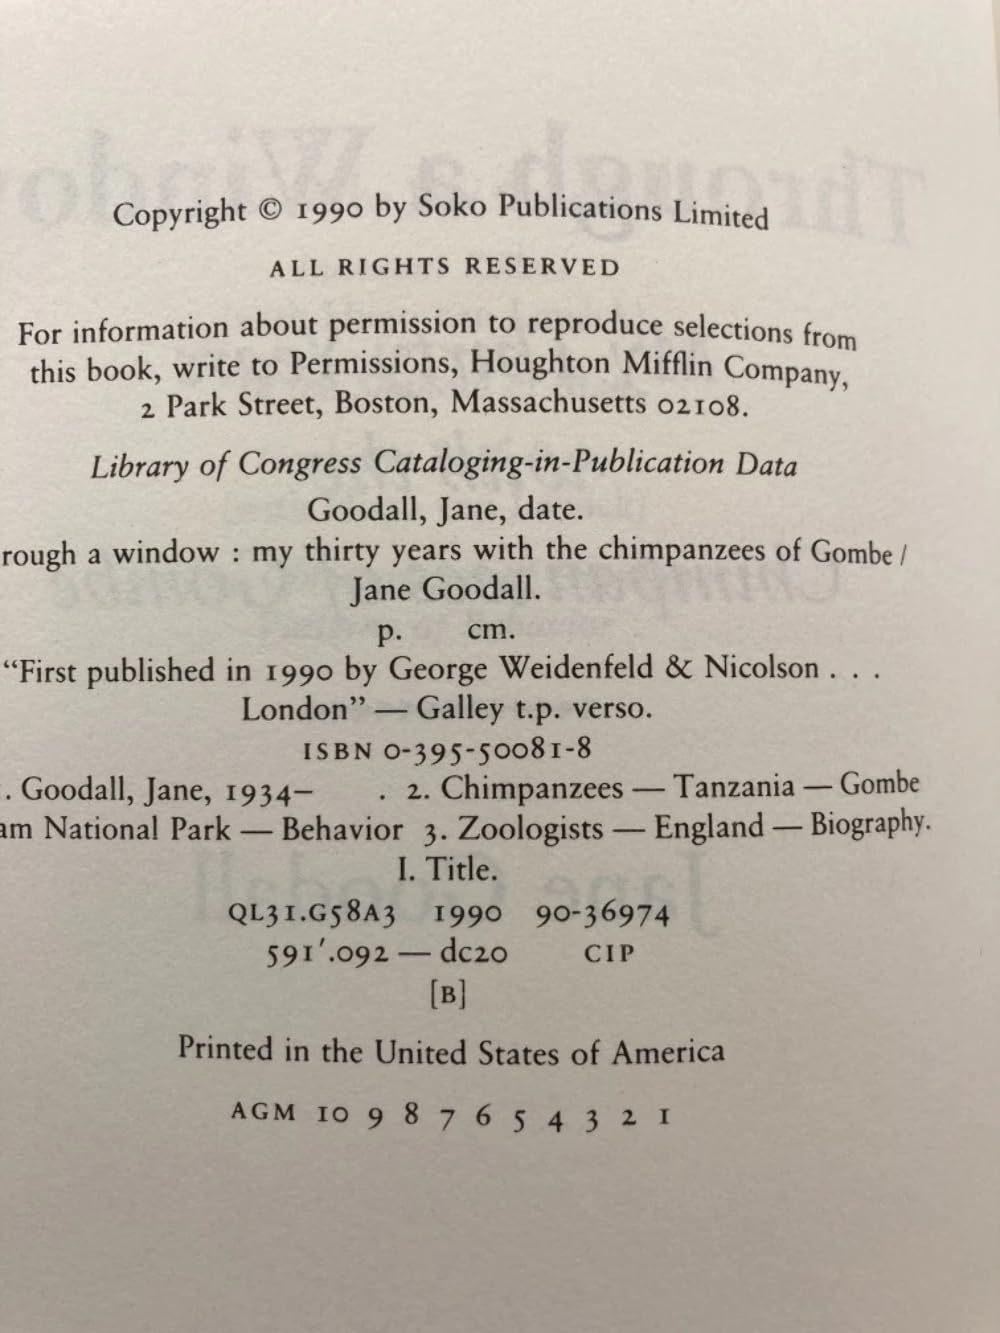 Copyright © 1990 by Soko Publications Limited
ALL RIGHTS RESERVED
For information about permission to reproduce selections from
this book, write to Permissions, Houghton Mifflin Company,
2 Park Street, Boston, Massachusetts 02108.
Library of Congress Cataloging-in-Publication Data
Goodall, Jane, date.
rough a window : my thirty years with the chimpanzees of Gombe /
Jane Goodall.
p. cm.
“First published in 1990 by George Weidenfeld & Nicolson . . .
London” — Galley t.p. verso.
ISBN 0-395-50081-8
. Goodall, Jane, 1934– . 2. Chimpanzees — Tanzania — Gombe
am National Park — Behavior 3. Zoologists — England — Biography.
I. Title.
QL31.G58A3 1990 90-36974
591′.092 — dc20 CIP
[B]
Printed in the United States of America
AGM 10 9 8 7 6 5 4 3 2 1